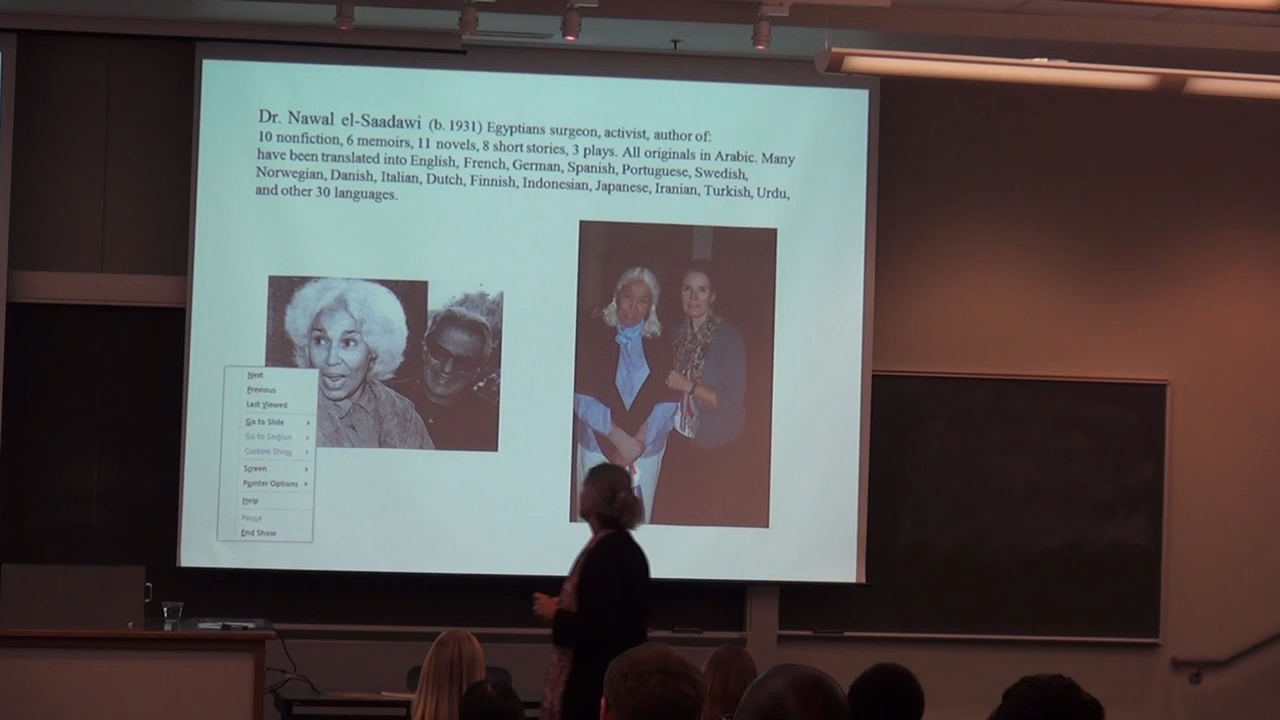 Dr. Nawal el-Saadawi (b. 1931) Egyptians surgeon, activist, author of:
10 nonfiction, 6 memoirs, 11 novels, 8 short stories, 3 plays. All originals in Arabic. Many
have been translated into English, French, German, Spanish, Portuguese, Swedish,
Norwegian, Danish, Italian, Dutch, Finnish, Indonesian, Japanese, Iranian, Turkish, Urdu,
and other 30 languages.
Next
Previous
Last Viewed
Go to Slide
Go to Section
Custom Show
Screen
Pointer Options
Help
Pause
End Show